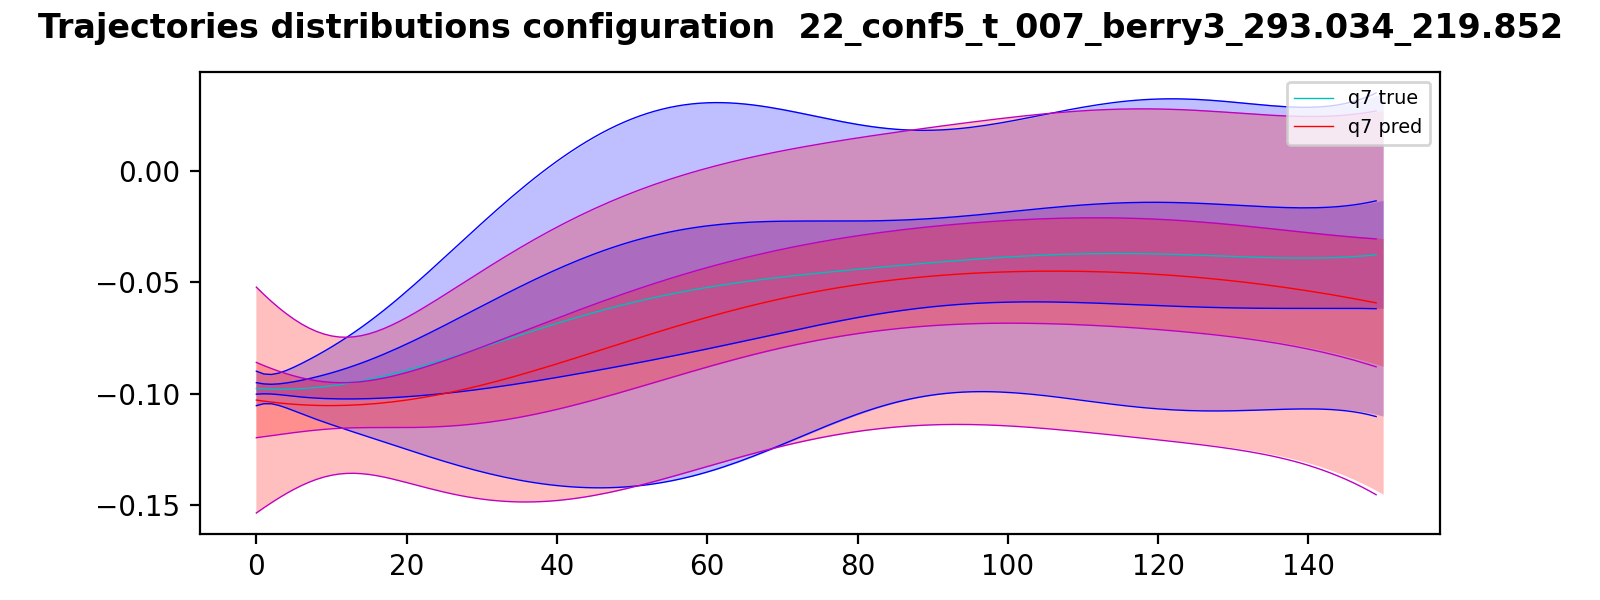 Trajectories distributions configuration  22_conf5_t_007_berry3_293.034_219.852
q7 true
q7 pred
0.00
−0.05
−0.10
−0.15
0 20 40 60 80 100 120 140